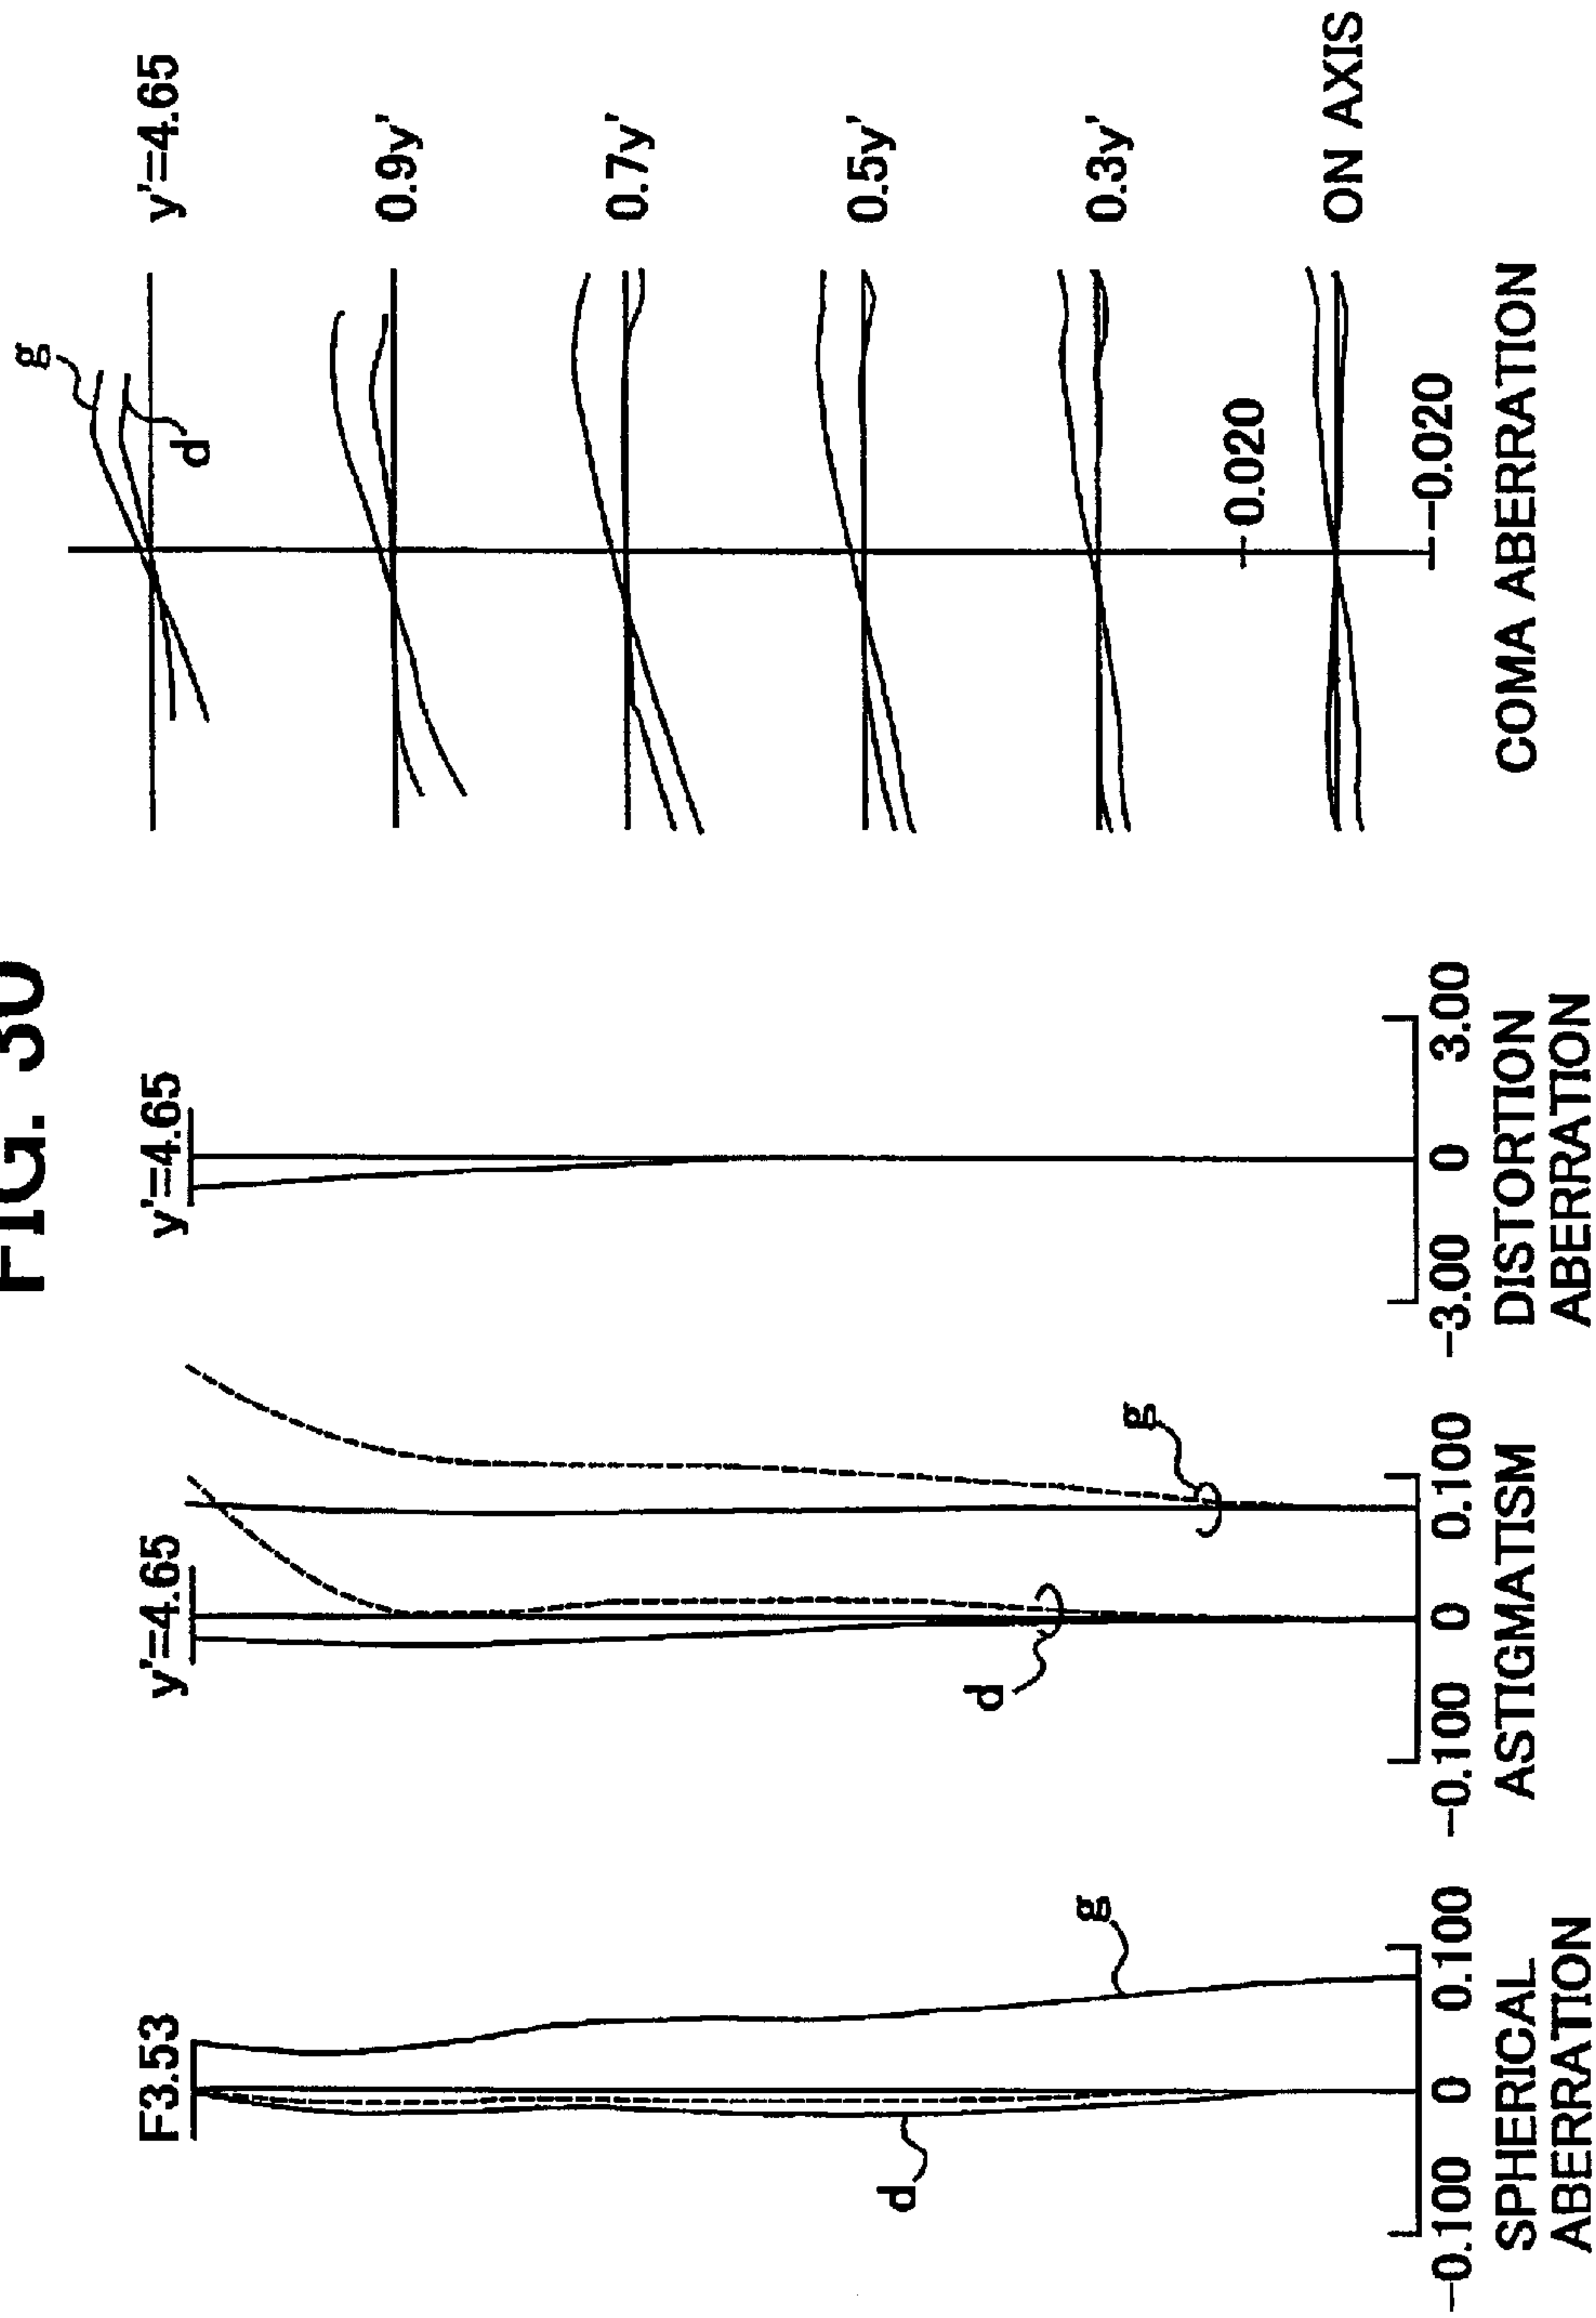 FIG. 30
F3.53
d
g
-0.100 0 0.100
SPHERICAL
ABERRATION
y'=4.65
d
g
-0.100 0 0.100
ASTIGMATISM
y'=4.65
-3.00 0 3.00
DISTORTION
ABERRATION
g
d
y'=4.65
0.9y'
0.7y'
0.5y'
0.3y'
0.020
ON AXIS
-0.020
COMA ABERRATION